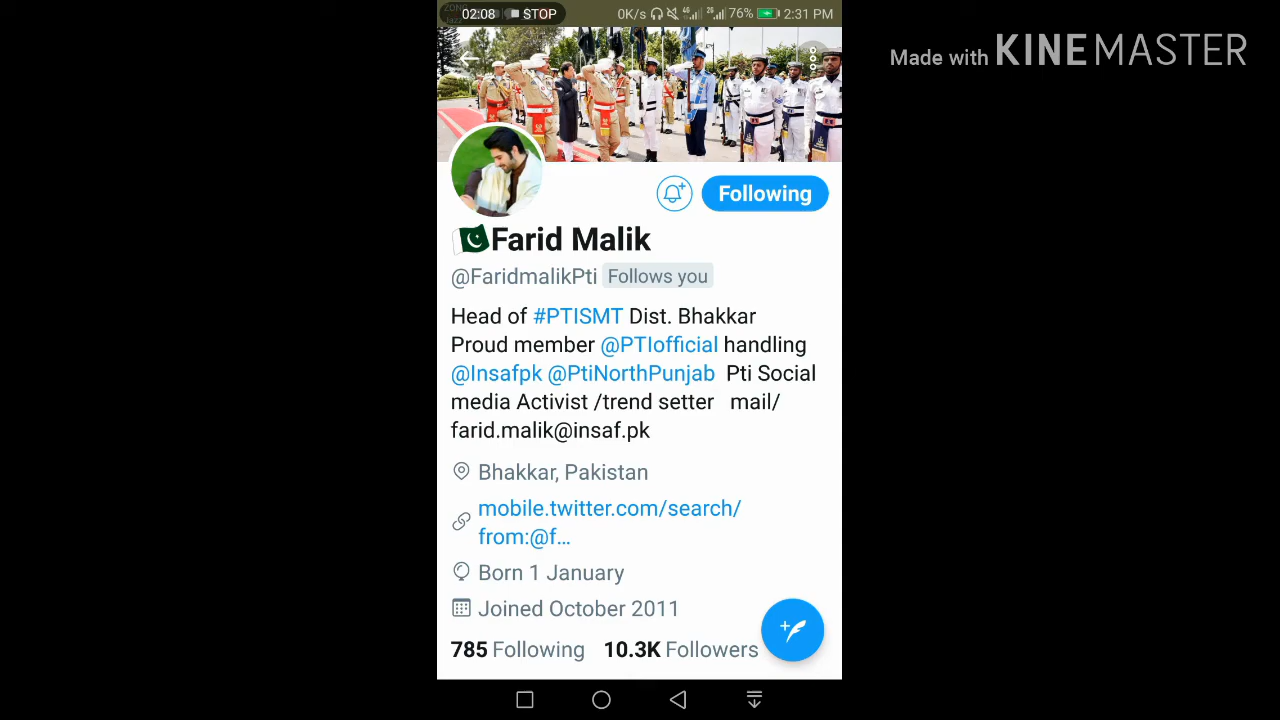 02:08 STOP 0K/s 4G 2G 76% 2:31 PM
Made with KINEMASTER
Following
Farid Malik
@FaridmalikPti Follows you
Head of #PTISMT Dist. Bhakkar
Proud member @PTIofficial handling
@Insafpk @PtiNorthPunjab Pti Social
media Activist /trend setter mail/
farid.malik@insaf.pk
Bhakkar, Pakistan
mobile.twitter.com/search/
from:@f...
Born 1 January
Joined October 2011
785 Following 10.3K Followers